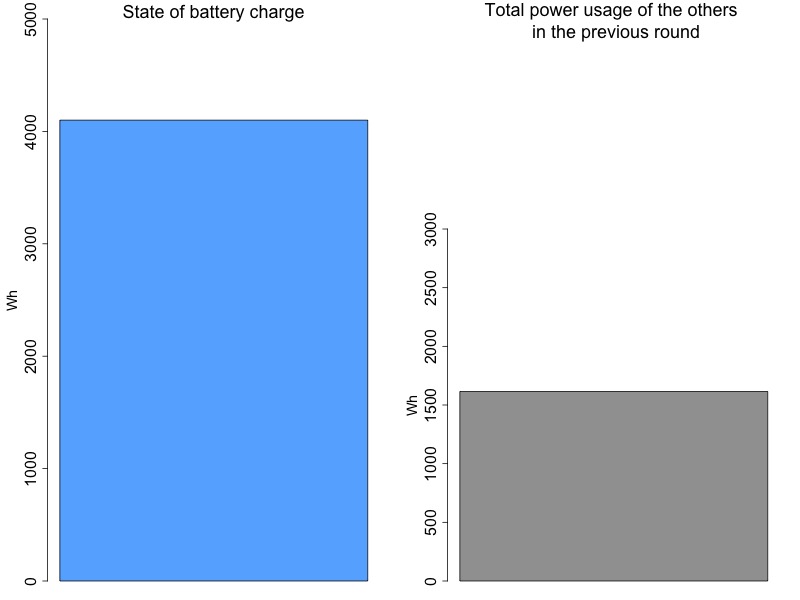 State of battery charge
5000
4000
3000
2000
1000
0
Wh
Total power usage of the others
in the previous round
3000
2500
2000
1500
1000
500
0
Wh